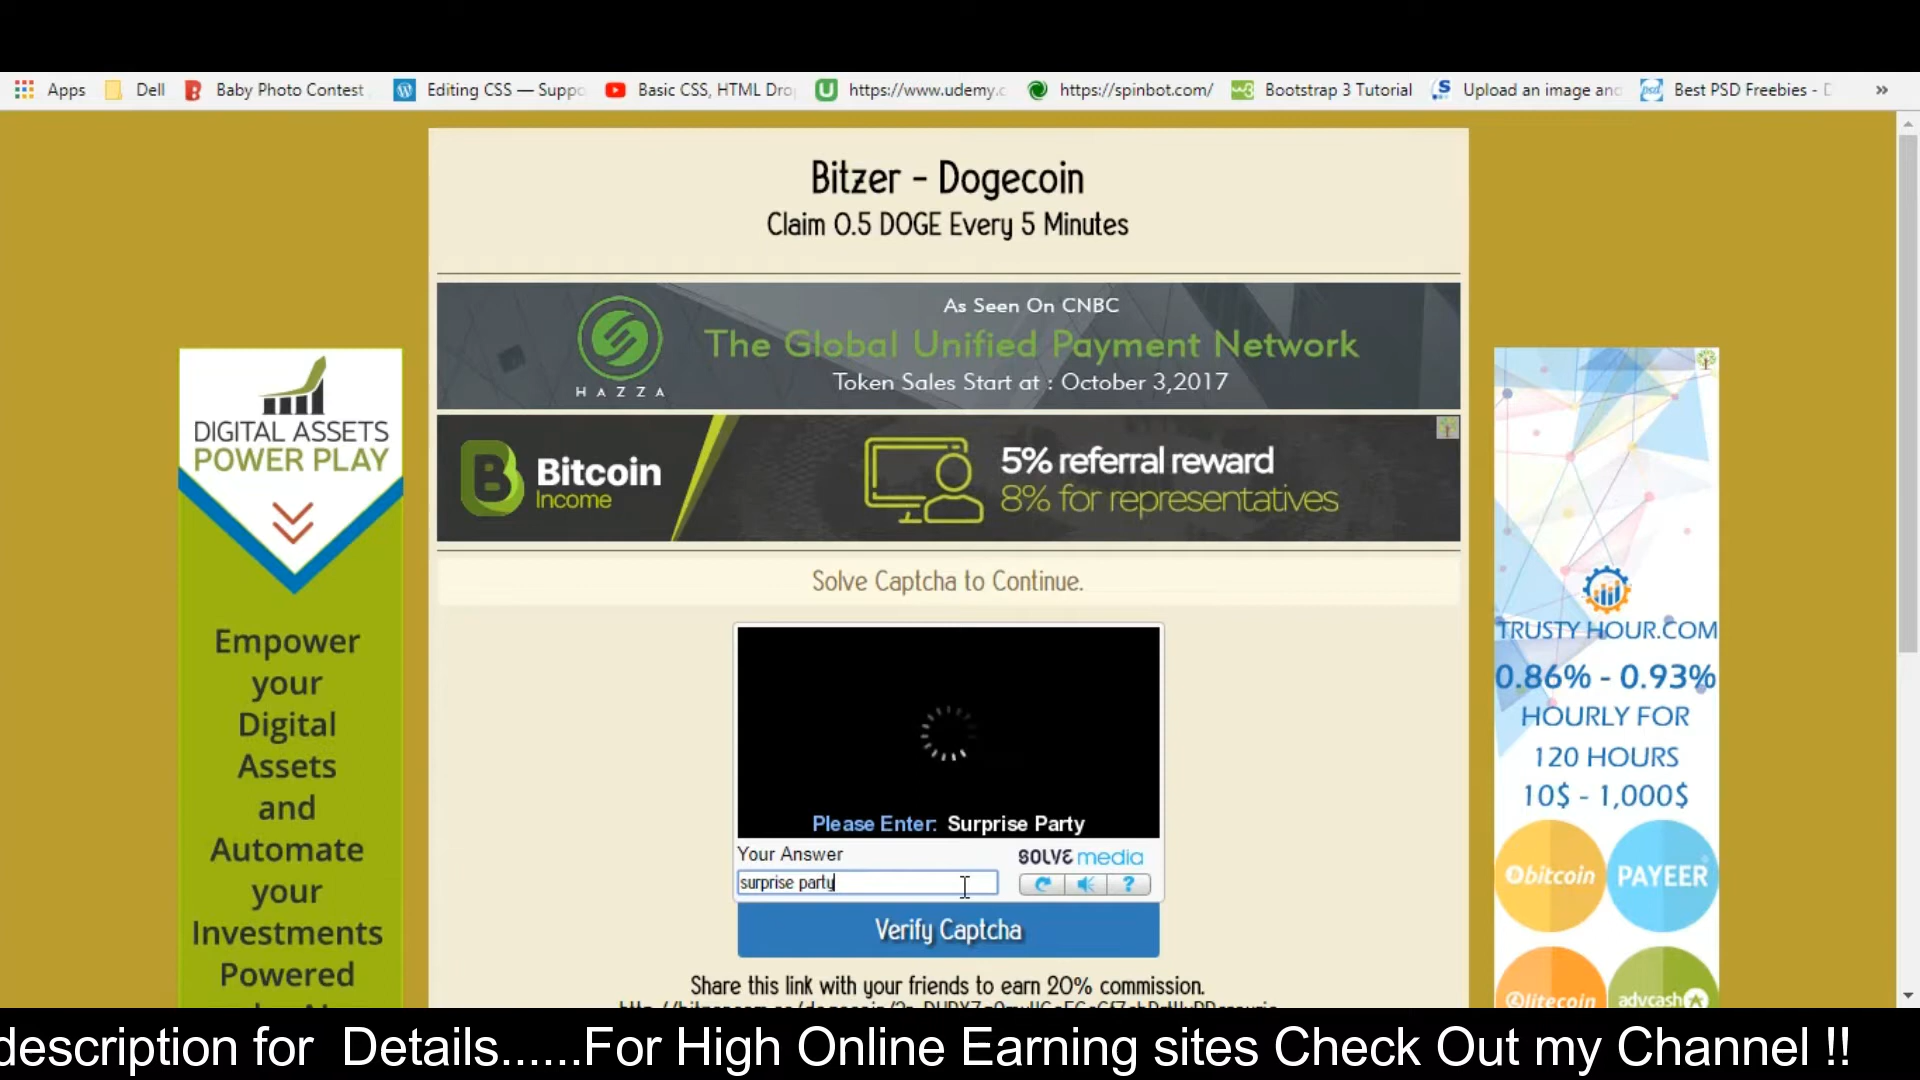 Apps Dell Baby Photo Contest Editing CSS — Suppo Basic CSS, HTML Dro https://www.udemy.c https://spinbot.com/ Bootstrap 3 Tutorial Upload an image and Best PSD Freebies - D »
Bitzer - Dogecoin
Claim 0.5 DOGE Every 5 Minutes
As Seen On CNBC
The Global Unified Payment Network
Token Sales Start at : October 3,2017
HAZZA
Bitcoin
Income
5% referral reward
8% for representatives
Solve Captcha to Continue.
Please Enter: Surprise Party
Your Answer
SOLVE media
surprise party
?
Verify Captcha
Share this link with your friends to earn 20% commission.
DIGITAL ASSETS
POWER PLAY
Empower
your
Digital
Assets
and
Automate
your
Investments
Powered
TRUSTY HOUR.COM
0.86% - 0.93%
HOURLY FOR
120 HOURS
10$ - 1,000$
bitcoin
PAYEER
litecoin
advcash
description for Details......For High Online Earning sites Check Out my Channel !!